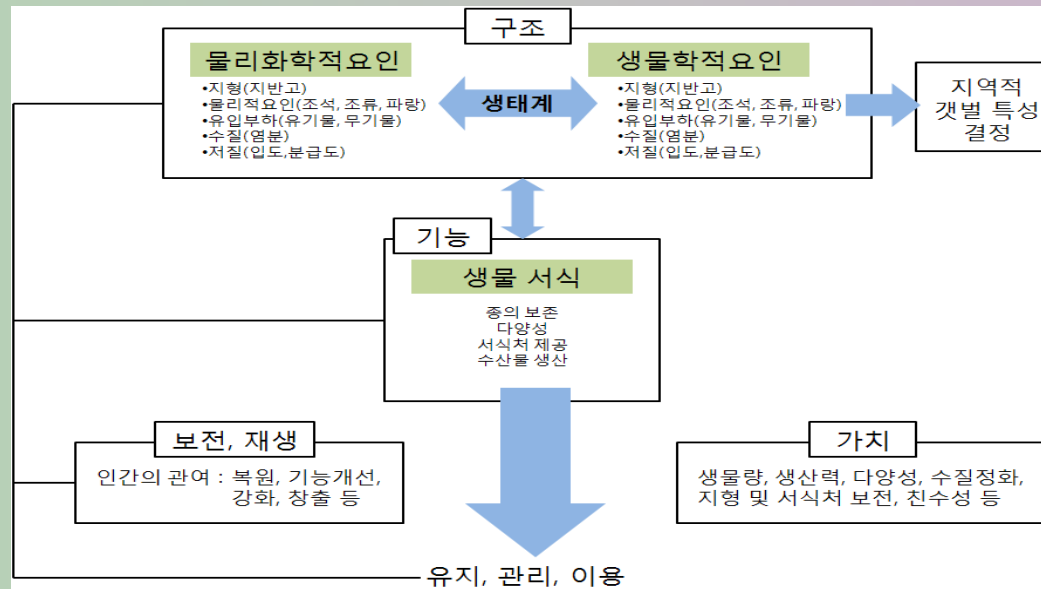 구조
물리화학적요인
•지형(지반고)
•물리적요인(조석, 조류, 파랑)
•유입부하(유기물, 무기물)
•수질(염분)
•저질(입도,분급도)
생태계
생물학적요인
•지형(지반고)
•물리적요인(조석, 조류, 파랑)
•유입부하(유기물, 무기물)
•수질(염분)
•저질(입도,분급도)
지역적
갯벌 특성
결정
기능
생물 서식
종의 보존
다양성
서식처 제공
수산물 생산
보전, 재생
인간의 관여 : 복원, 기능개선,
강화, 창출 등
가치
생물량, 생산력, 다양성, 수질정화,
지형 및 서식처 보전, 친수성 등
유지, 관리, 이용